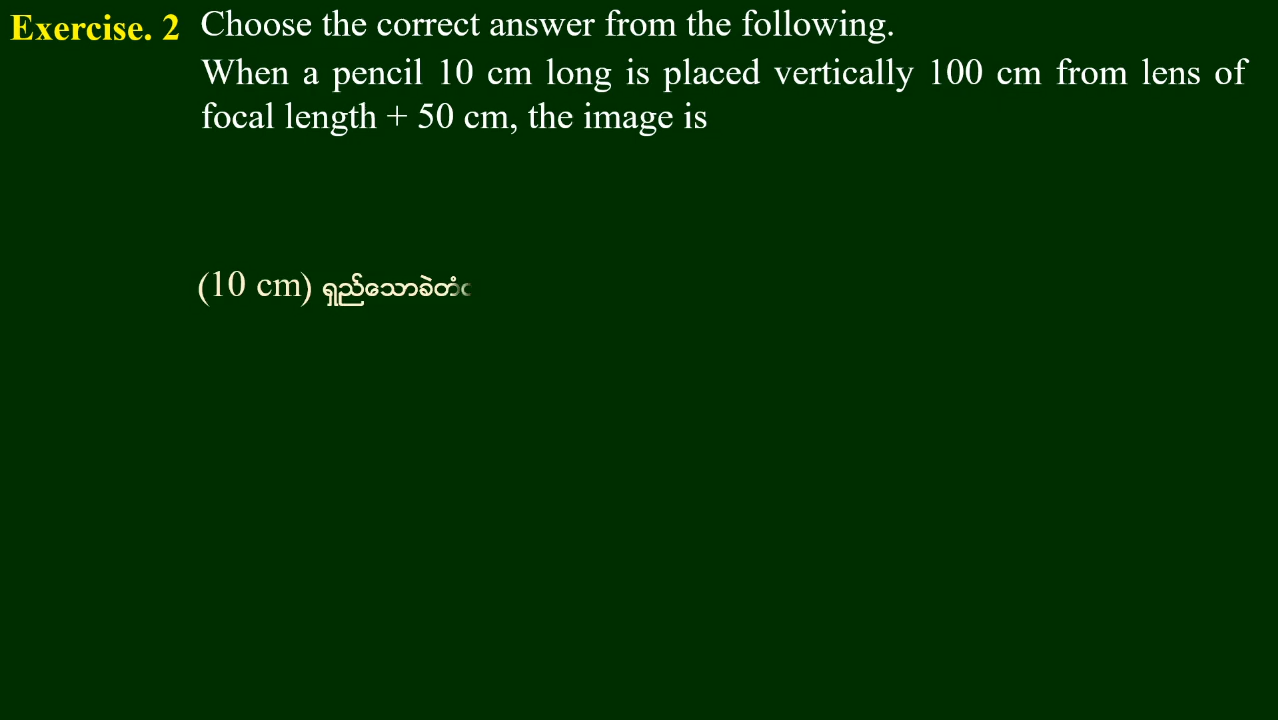 Exercise. 2 Choose the correct answer from the following.
When a pencil 10 cm long is placed vertically 100 cm from lens of
focal length + 50 cm, the image is
(10 cm) ရှည်သောခဲတံ